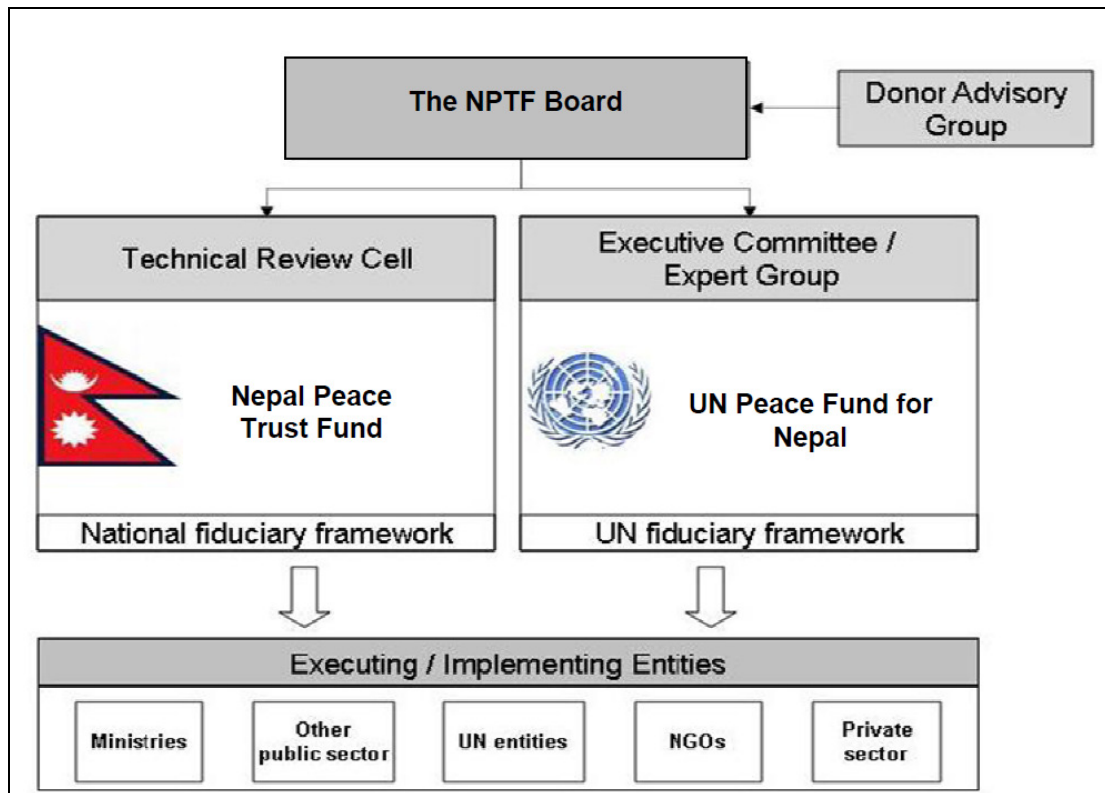 The NPTF Board
Donor Advisory
Group
Technical Review Cell
Executive Committee /
Expert Group
Nepal Peace
Trust Fund
UN Peace Fund for
Nepal
National fiduciary framework
UN fiduciary framework
Executing / Implementing Entities
Ministries
Other
public sector
UN entities
NGOs
Private
sector